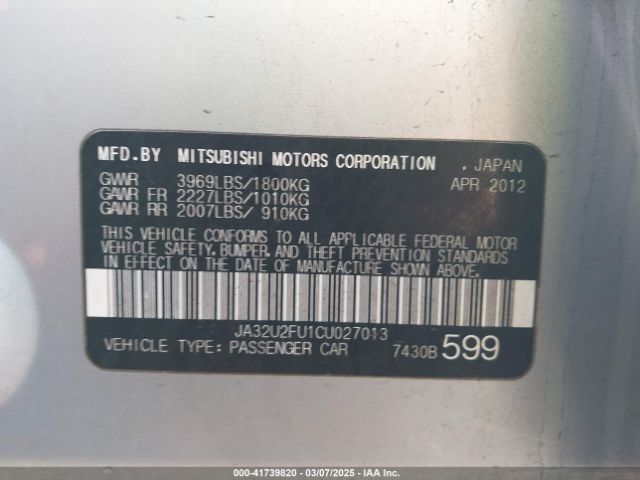 MFD.BY MITSUBISHI MOTORS CORPORATION , JAPAN
GVWR 3969LBS/1800KG APR 2012
GAWR FR 2227LBS/1010KG
GAWR RR 2007LBS/ 910KG
THIS VEHICLE CONFORMS TO ALL APPLICABLE FEDERAL MOTOR
VEHICLE SAFETY, BUMPER, AND THEFT PREVENTION STANDARDS
IN EFFECT ON THE DATE OF MANUFACTURE SHOWN ABOVE.
JA32U2FU1CU027013
VEHICLE TYPE: PASSENGER CAR 7430B 599
000-41739820 - 03/07/2025 - IAA Inc.